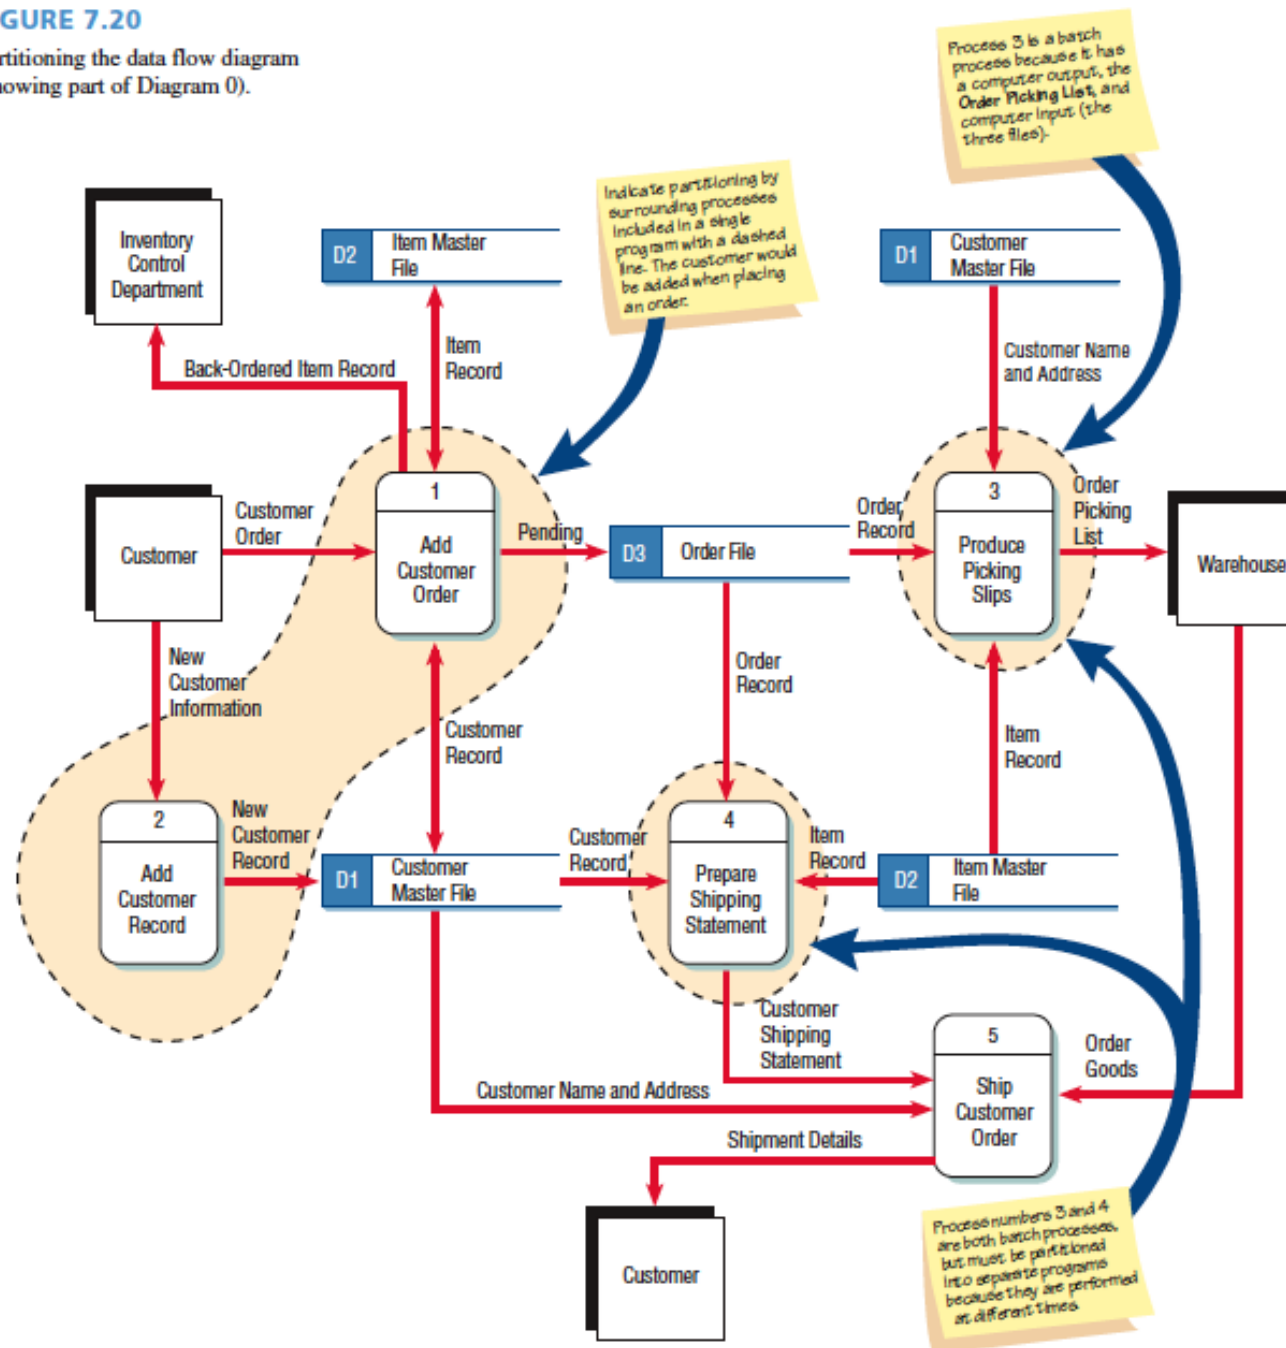 GURE 7.20
rtitioning the data flow diagram
nowing part of Diagram 0).
Process 3 is a batch
process because it has
a computer output, the
Order Picking List, and
computer input (the
three files).
Indicate partitioning by
surrounding processes
included in a single
program with a dashed
line. The customer would
be added when placing
an order.
Inventory
Control
Department
D2
Item Master
File
D1
Customer
Master File
Back-Ordered Item Record
Item
Record
Customer Name
and Address
Customer
Customer
Order
1
Add
Customer
Order
Pending
D3
Order File
Order
Record
3
Produce
Picking
Slips
Order
Picking
List
Warehouse
New
Customer
Information
Customer
Record
Order
Record
Item
Record
2
Add
Customer
Record
New
Customer
Record
D1
Customer
Master File
Customer
Record
4
Prepare
Shipping
Statement
Item
Record
D2
Item Master
File
Customer
Shipping
Statement
Customer Name and Address
5
Ship
Customer
Order
Order
Goods
Shipment Details
Customer
Process numbers 3 and 4
are both batch processes,
but must be partitioned
into separate programs
because they are performed
at different times.